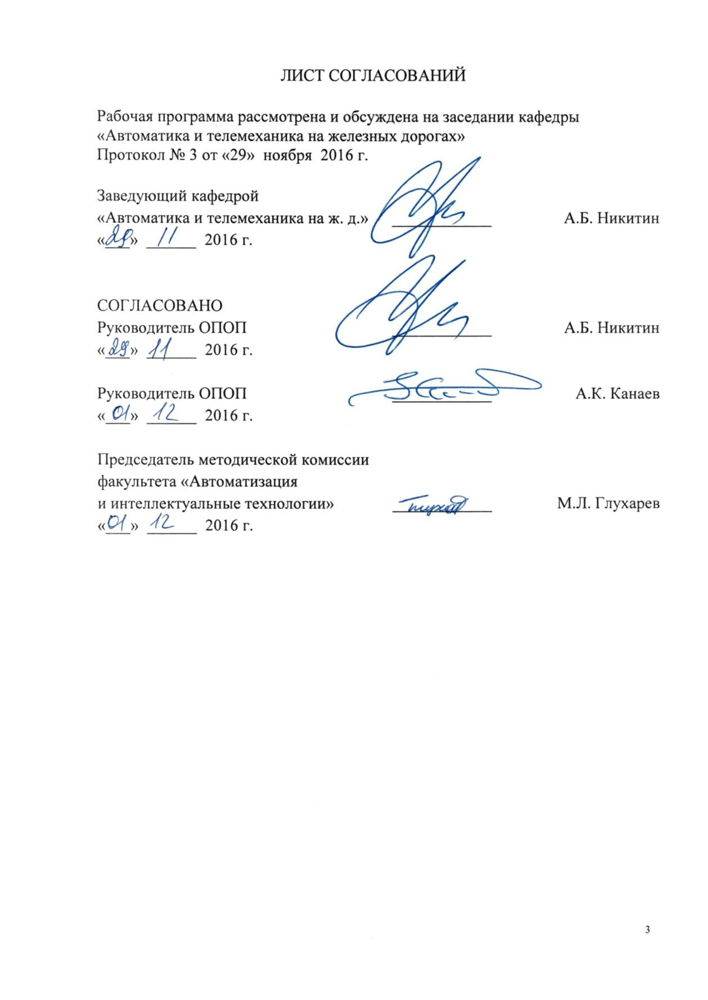 ЛИСТ СОГЛАСОВАНИЙ
Рабочая программа рассмотрена и обсуждена на заседании кафедры
«Автоматика и телемеханика на железных дорогах»
Протокол № 3 от «29» ноября 2016 г.
Заведующий кафедрой
«Автоматика и телемеханика на ж. д.» А.Б. Никитин
«29» 11 2016 г.
СОГЛАСОВАНО
Руководитель ОПОП А.Б. Никитин
«29» 11 2016 г.
Руководитель ОПОП А.К. Канаев
«01» 12 2016 г.
Председатель методической комиссии
факультета «Автоматизация
и интеллектуальные технологии» М.Л. Глухарев
«01» 12 2016 г.
3